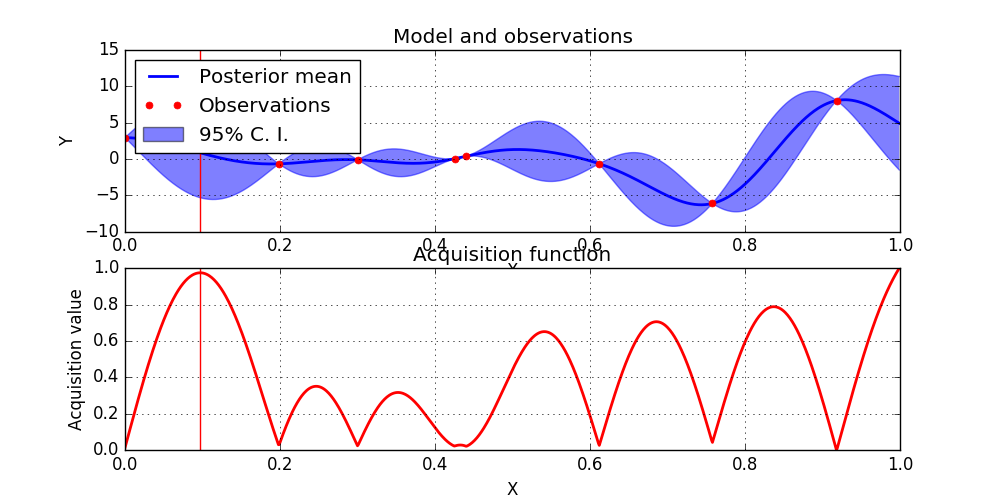 Model and observations
15
10
5
0
−5
−10
Y
Posterior mean
Observations
95% C. I.
0.0 0.2 0.4 0.6 0.8 1.0
X
Acquisition function
1.0
0.8
0.6
0.4
0.2
0.0
Acquisition value
0.0 0.2 0.4 0.6 0.8 1.0
X